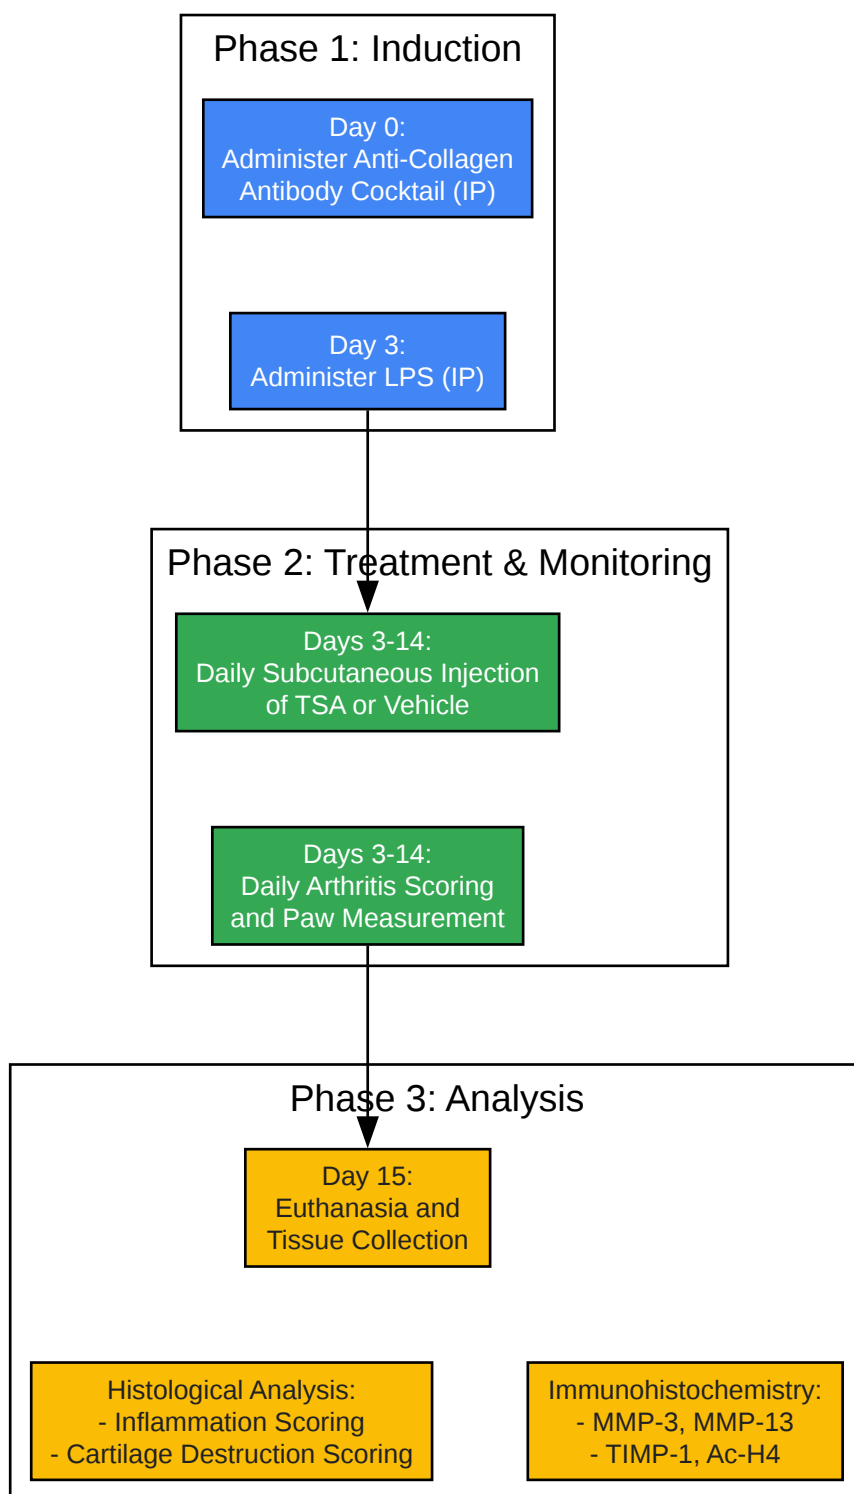 Phase 1: Induction
Day 0:
Administer Anti-Collagen
Antibody Cocktail (IP)
Day 3:
Administer LPS (IP)
Phase 2: Treatment & Monitoring
Days 3-14:
Daily Subcutaneous Injection
of TSA or Vehicle
Days 3-14:
Daily Arthritis Scoring
and Paw Measurement
Phase 3: Analysis
Day 15:
Euthanasia and
Tissue Collection
Histological Analysis:
- Inflammation Scoring
- Cartilage Destruction Scoring
Immunohistochemistry:
- MMP-3, MMP-13
- TIMP-1, Ac-H4